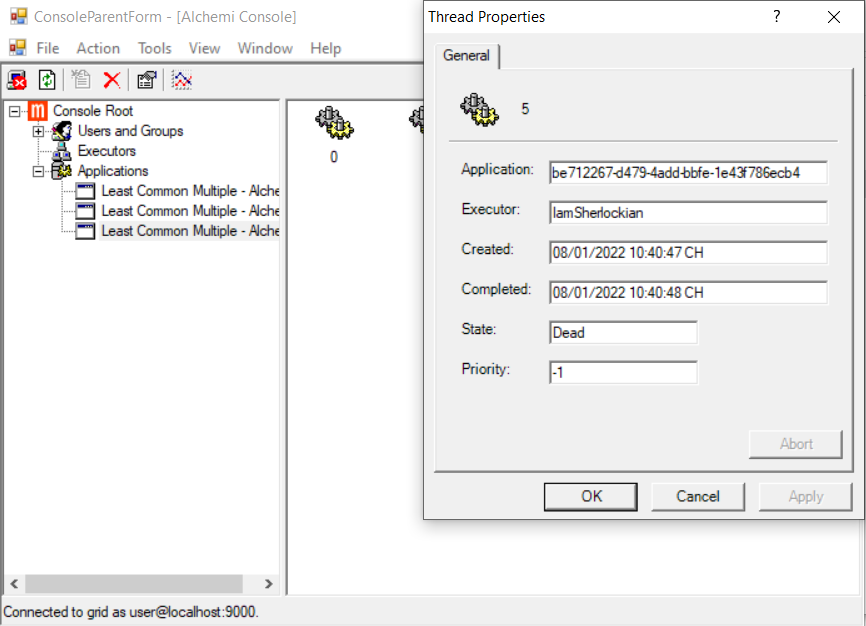 ConsoleParentForm - [Alchemi Console]
File Action Tools View Window Help
Console Root
Users and Groups
Executors
Applications
Least Common Multiple - Alche
Least Common Multiple - Alche
Least Common Multiple - Alche
0
Thread Properties
?
General
5
Application: be712267-d479-4add-bbfe-1e43f786ecb4
Executor: IamSherlockian
Created: 08/01/2022 10:40:47 CH
Completed: 08/01/2022 10:40:48 CH
State: Dead
Priority: -1
Abort
OK Cancel Apply
Connected to grid as user@localhost:9000.